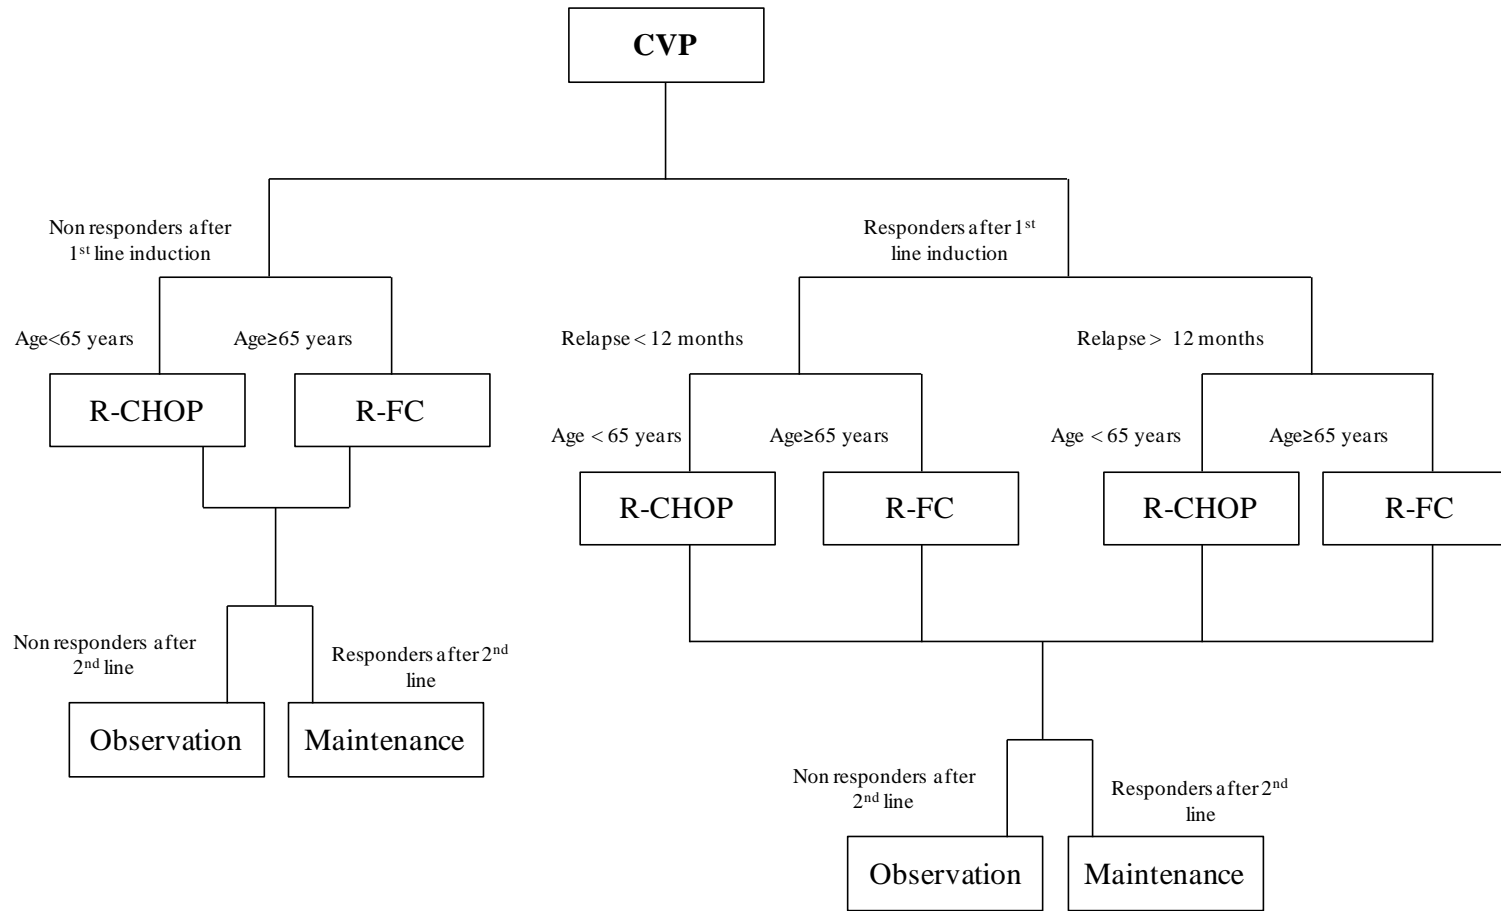 CVP
Non responders after
1st line induction
Responders after 1st
line induction
Age<65 years
Age≥65 years
Relapse < 12 months
Relapse > 12 months
R-CHOP
R-FC
Age < 65 years
Age≥65 years
Age < 65 years
Age≥65 years
R-CHOP
R-FC
R-CHOP
R-FC
Non responders after
2nd line
Responders after 2nd
line
Observation
Maintenance
Non responders after
2nd line
Responders after 2nd
line
Observation
Maintenance